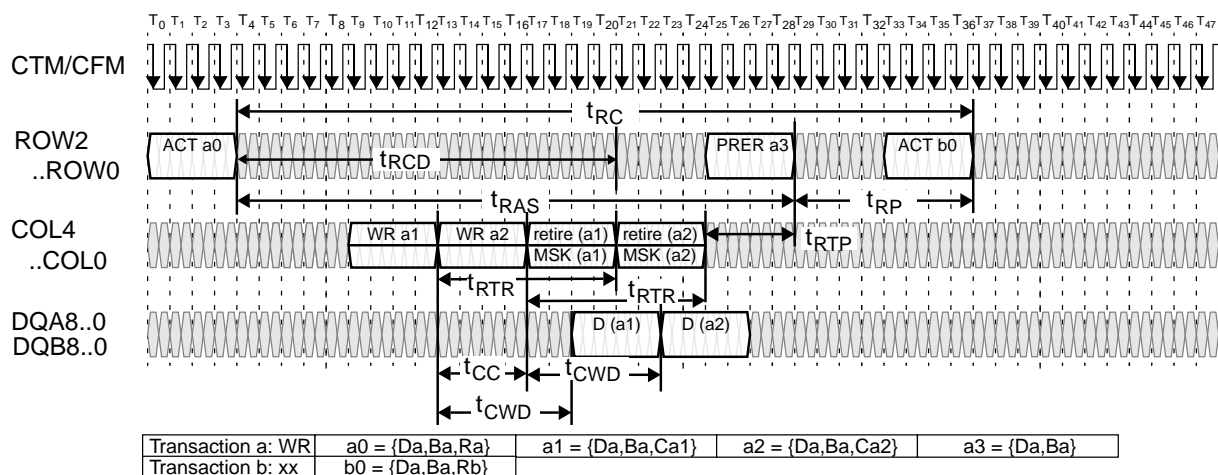 T0 T1 T2 T3 T4 T5 T6 T7 T8 T9 T10 T11 T12 T13 T14 T15 T16 T17 T18 T19 T20 T21 T22 T23 T24 T25 T26 T27 T28 T29 T30 T31 T32 T33 T34 T35 T36 T37 T38 T39 T40 T41 T42 T43 T44 T45 T46 T47
CTM/CFM
tRC
ROW2
..ROW0
ACT a0
PRER a3
ACT b0
tRCD
tRAS
tRP
COL4
..COL0
WR a1
WR a2
retire (a1)
MSK (a1)
retire (a2)
MSK (a2)
tRTP
tRTR
tRTR
DQA8..0
DQB8..0
D (a1)
D (a2)
tCC
tCWD
tCWD
Transaction a: WR a0 = {Da,Ba,Ra} a1 = {Da,Ba,Ca1} a2 = {Da,Ba,Ca2} a3 = {Da,Ba}
Transaction b: xx b0 = {Da,Ba,Rb}